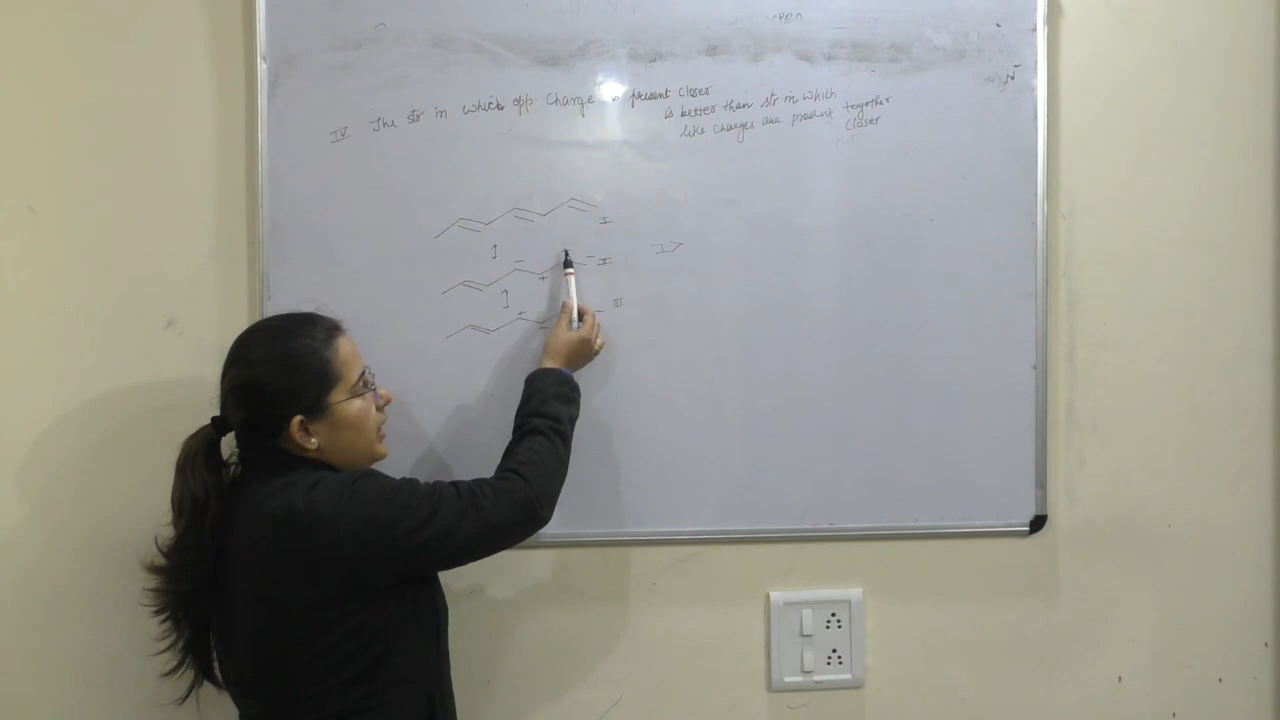 IV The str in which opp. Charge is present closer
is better than str in which
like charges are present together
closer
I
- + + - II
+ - - III
I >